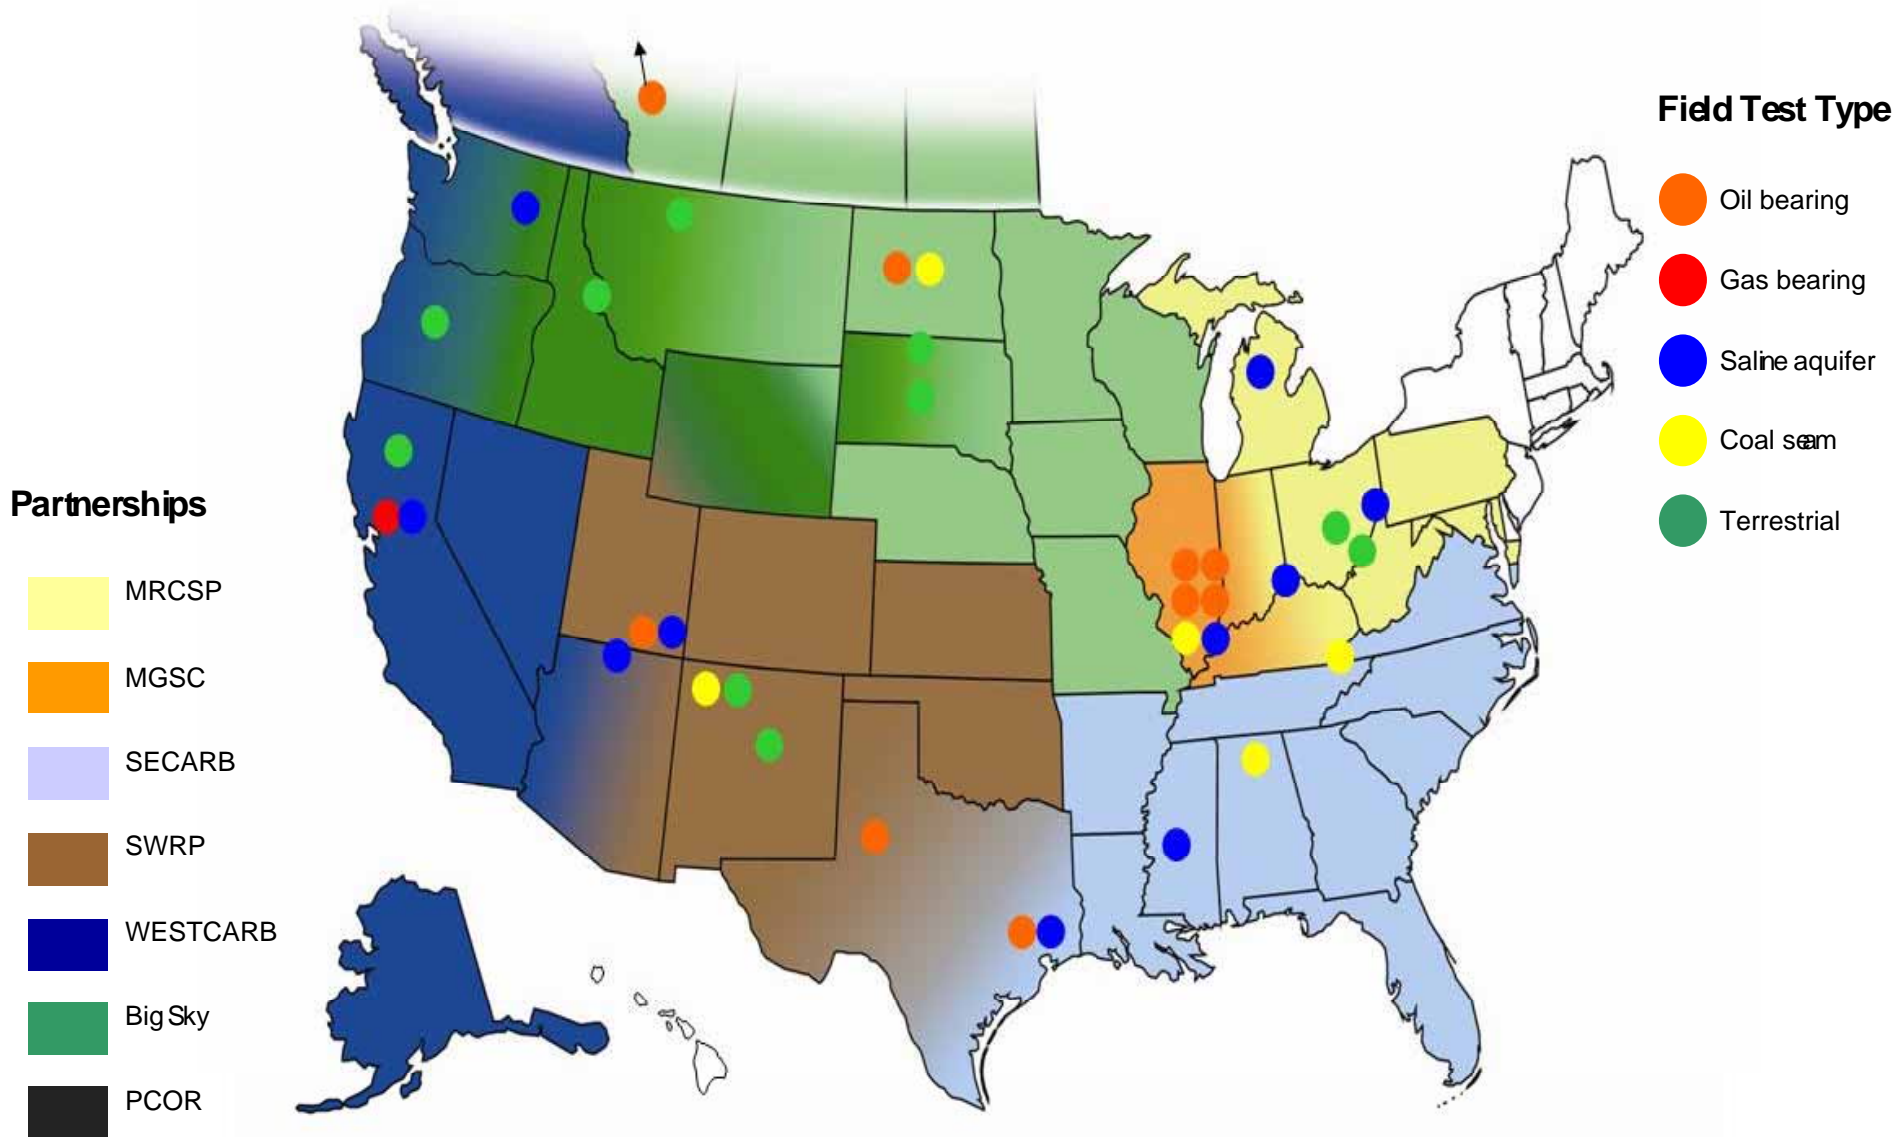 Field Test Type
Oil bearing
Gas bearing
Saline aquifer
Coal seam
Terrestrial
Partnerships
MRCSP
MGSC
SECARB
SWRP
WESTCARB
Big Sky
PCOR